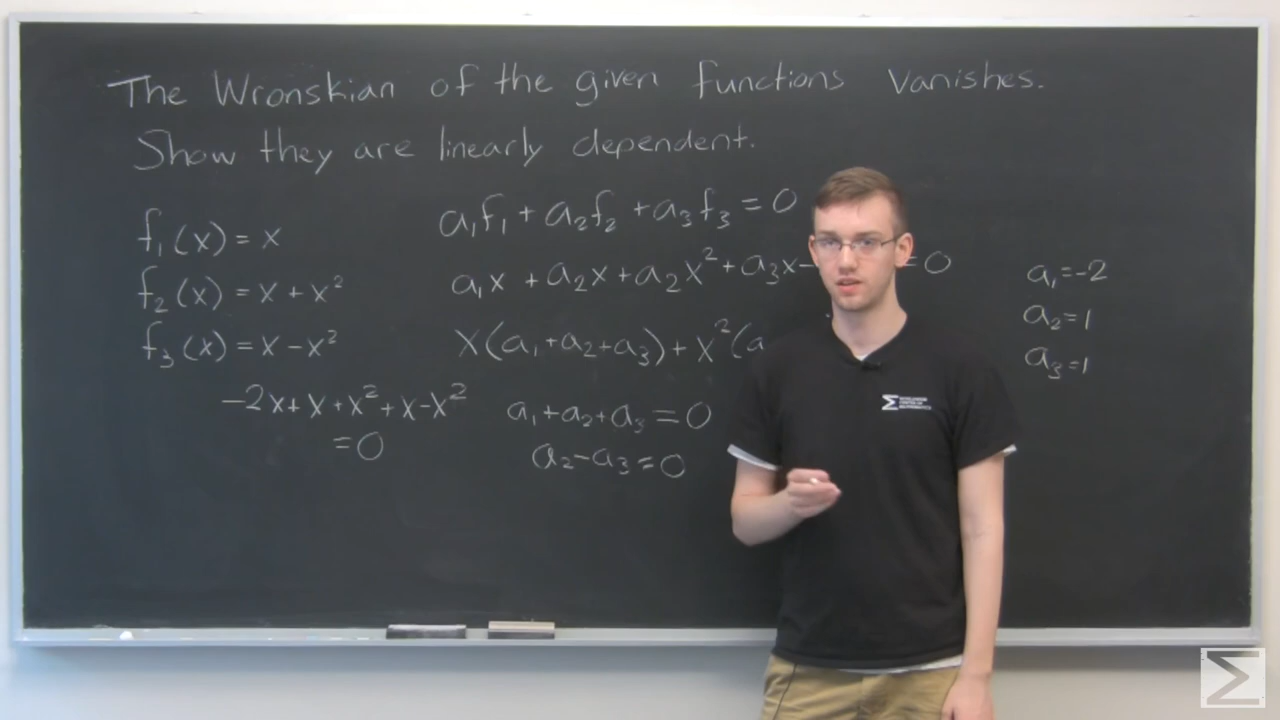 The Wronskian of the given functions vanishes.
Show they are linearly dependent.
f₁(x) = x
f₂(x) = x + x²
f₃(x) = x - x²
-2x + x + x² + x - x²
= 0
a₁f₁ + a₂f₂ + a₃f₃ = 0
a₁x + a₂x + a₂x² + a₃x - = 0
x(a₁ + a₂ + a₃) + x²(a
a₁ + a₂ + a₃ = 0
a₂ - a₃ = 0
a₁ = -2
a₂ = 1
a₃ = 1
Σ
Σ